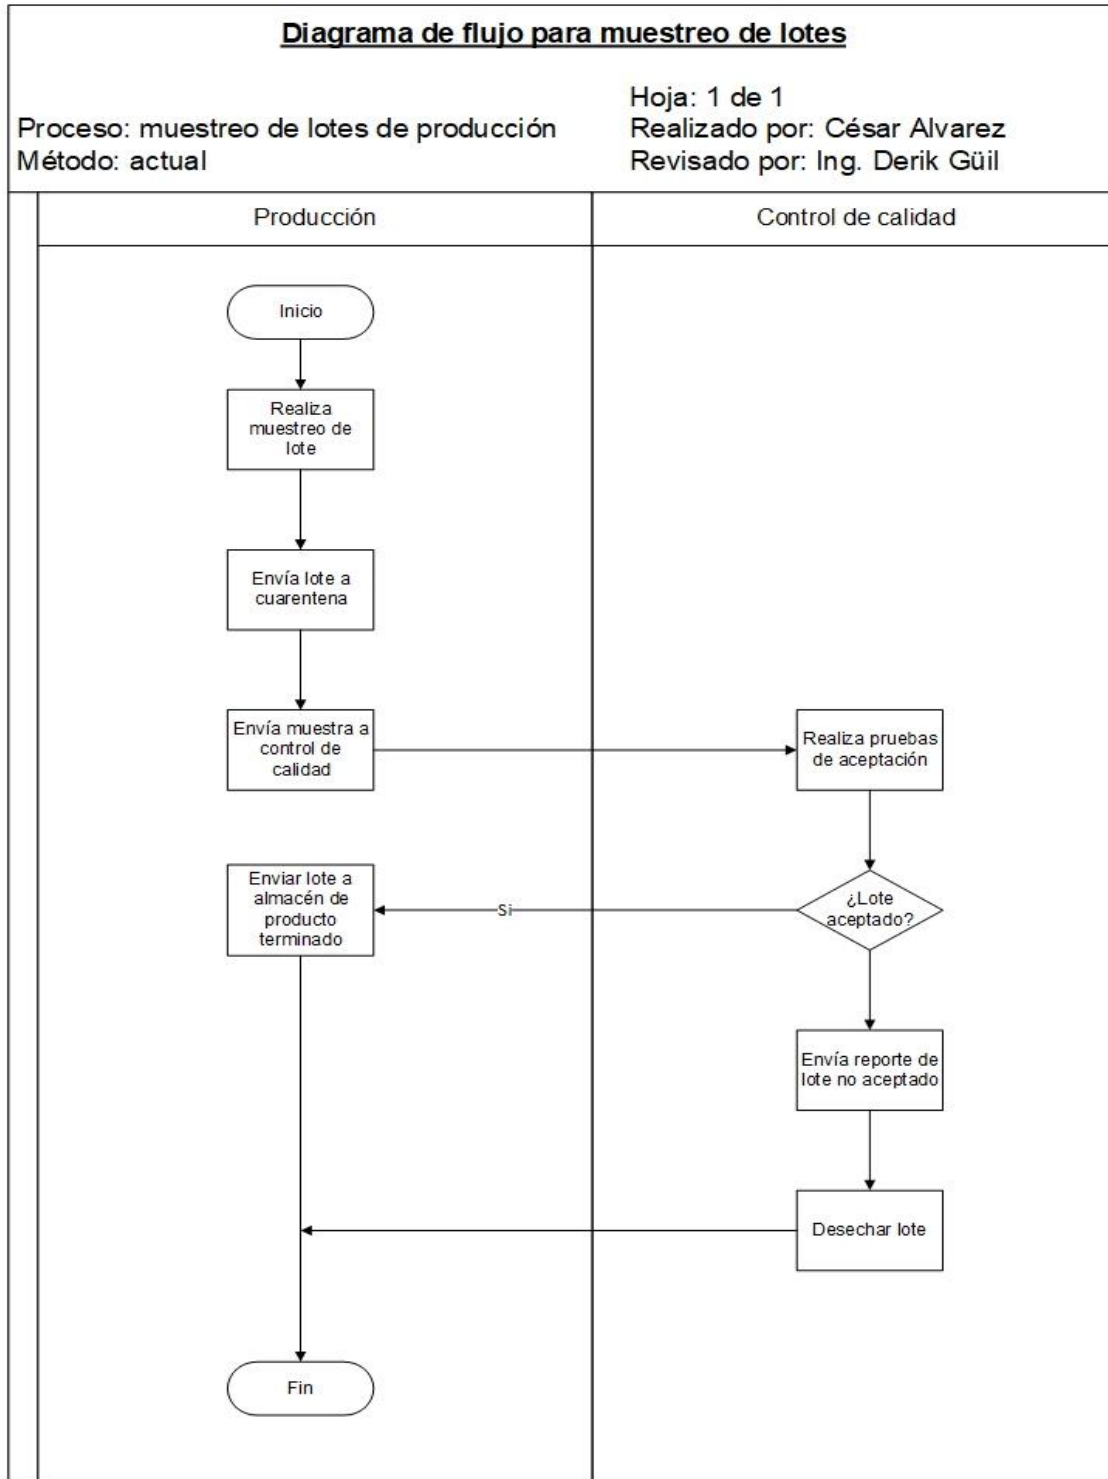 Diagrama de flujo para muestreo de lotes
Proceso: muestreo de lotes de producción
Método: actual
Hoja: 1 de 1
Realizado por: César Alvarez
Revisado por: Ing. Derik Güil
Producción
Control de calidad
Inicio
Realiza
muestreo de
lote
Envía lote a
cuarentena
Envía muestra a
control de
calidad
Realiza pruebas
de aceptación
¿Lote
aceptado?
Si
Enviar lote a
almacén de
producto
terminado
Envía reporte de
lote no aceptado
Desechar lote
Fin